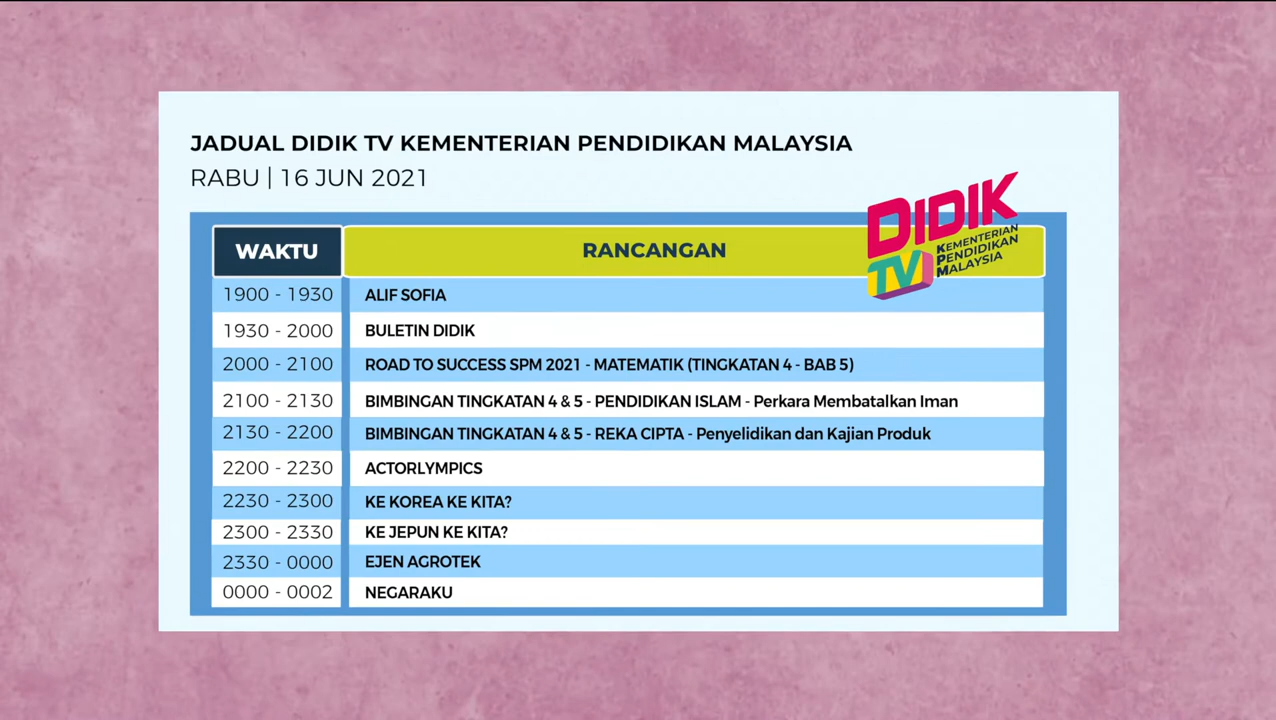 JADUAL DIDIK TV KEMENTERIAN PENDIDIKAN MALAYSIA
RABU | 16 JUN 2021
DIDIK
TV
KEMENTERIAN
PENDIDIKAN
MALAYSIA
WAKTU RANCANGAN
1900 - 1930 ALIF SOFIA
1930 - 2000 BULETIN DIDIK
2000 - 2100 ROAD TO SUCCESS SPM 2021 - MATEMATIK (TINGKATAN 4 - BAB 5)
2100 - 2130 BIMBINGAN TINGKATAN 4 & 5 - PENDIDIKAN ISLAM - Perkara Membatalkan Iman
2130 - 2200 BIMBINGAN TINGKATAN 4 & 5 - REKA CIPTA - Penyelidikan dan Kajian Produk
2200 - 2230 ACTORLYMPICS
2230 - 2300 KE KOREA KE KITA?
2300 - 2330 KE JEPUN KE KITA?
2330 - 0000 EJEN AGROTEK
0000 - 0002 NEGARAKU